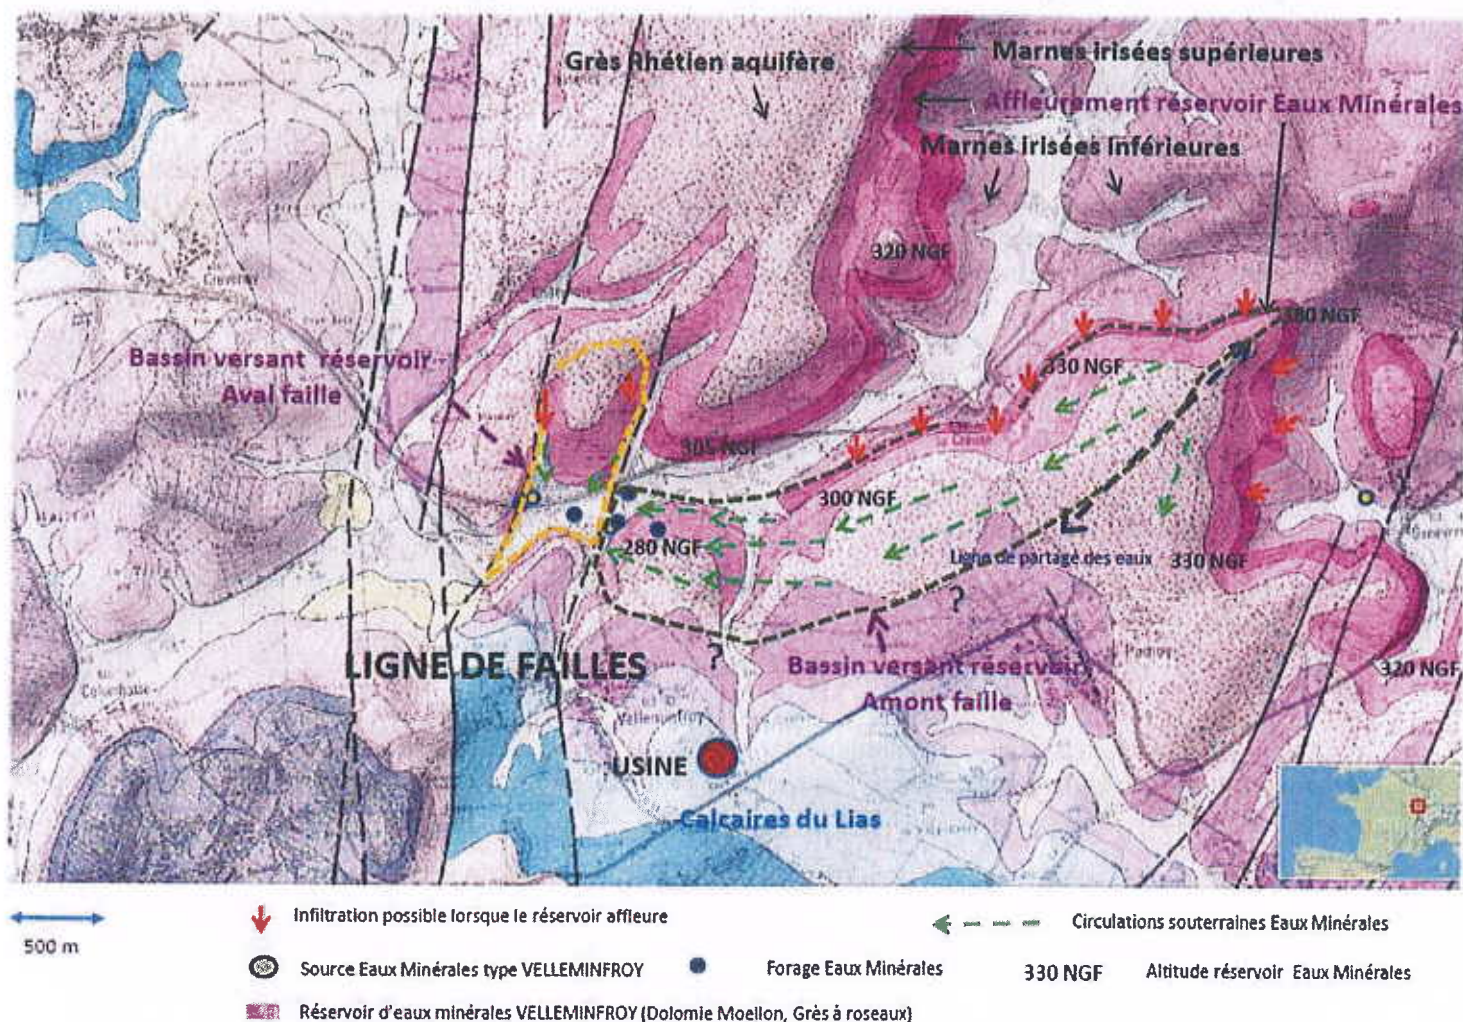 Grès Rhétien aquifère
Marnes irisées supérieures
Affleurement réservoir Eaux Minérales
Marnes irisées inférieures
320 NGF
380 NGF
Bassin versant réservoir
Aval faille
330 NGF
305 NGF
300 NGF
280 NGF
Ligne de partage des eaux
330 NGF
?
?
LIGNE DE FAILLES
Bassin versant réservoir
Amont faille
320 NGF
Velleminfroy
USINE
Calcaires du Lias
500 m
Infiltration possible lorsque le réservoir affleure
Circulations souterraines Eaux Minérales
Source Eaux Minérales type VELLEMINFROY
Forage Eaux Minérales
330 NGF
Altitude réservoir Eaux Minérales
Réservoir d'eaux minérales VELLEMINFROY (Dolomie Moellon, Grès à roseaux)